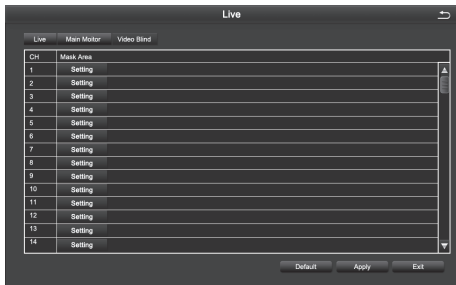 Live
Live Main Moitor Video Blind
CH Mask Area
1 Setting
2 Setting
3 Setting
4 Setting
5 Setting
6 Setting
7 Setting
8 Setting
9 Setting
10 Setting
11 Setting
12 Setting
13 Setting
14 Setting
Default Apply Exit